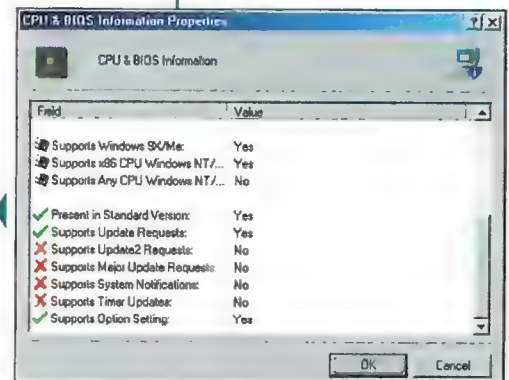 CPU & BIOS Information Properties
CPU & BIOS Information
Field Value
Supports Windows 9X/Me: Yes
Supports x86 CPU Windows NT/... Yes
Supports Any CPU Windows NT/... No
Present in Standard Version: Yes
Supports Update Requests: Yes
Supports Update2 Requests: No
Supports Major Update Requests: No
Supports System Notifications: No
Supports Timer Updates: No
Supports Option Setting: Yes
OK Cancel